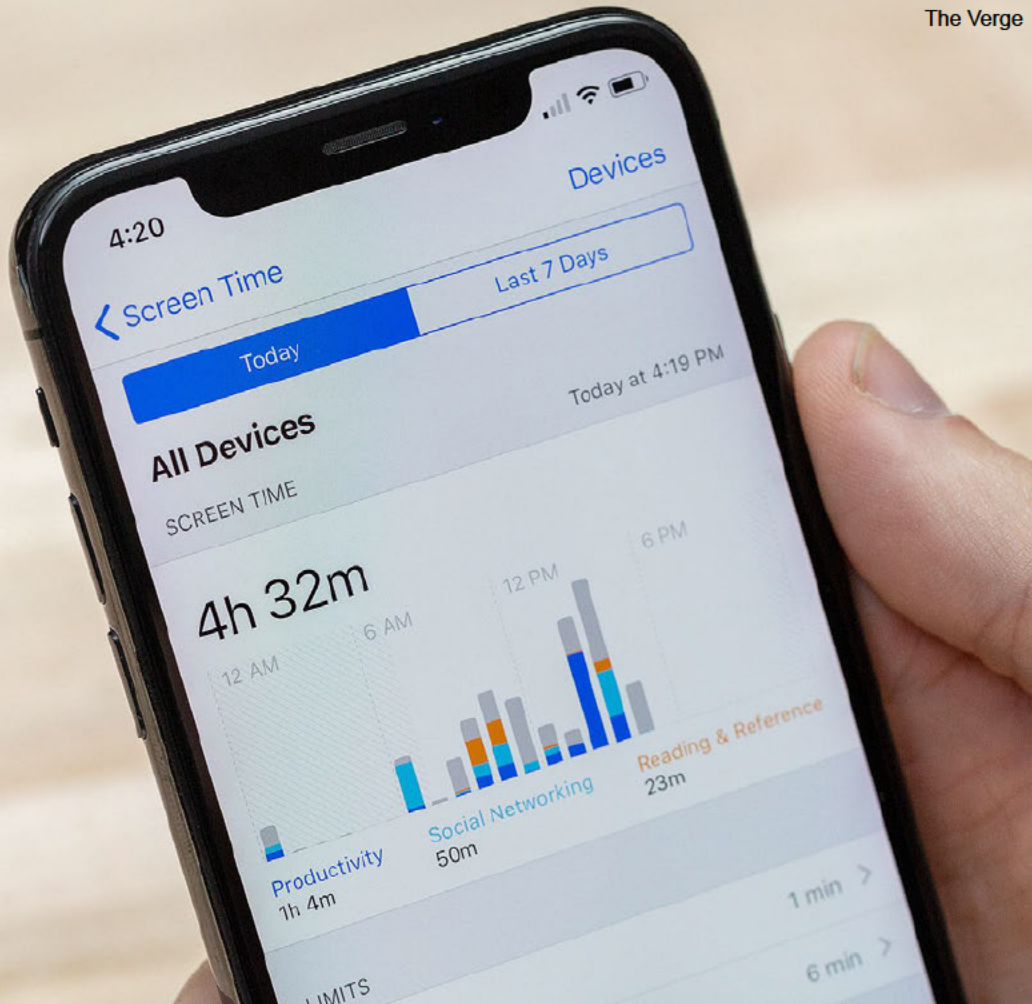 The Verge
4:20
Screen Time
Devices
Today
Last 7 Days
All Devices
Today at 4:19 PM
SCREEN TIME
4h 32m
12 AM
6 AM
12 PM
6 PM
Productivity
1h 4m
Social Networking
50m
Reading & Reference
23m
LIMITS
1 min
6 min